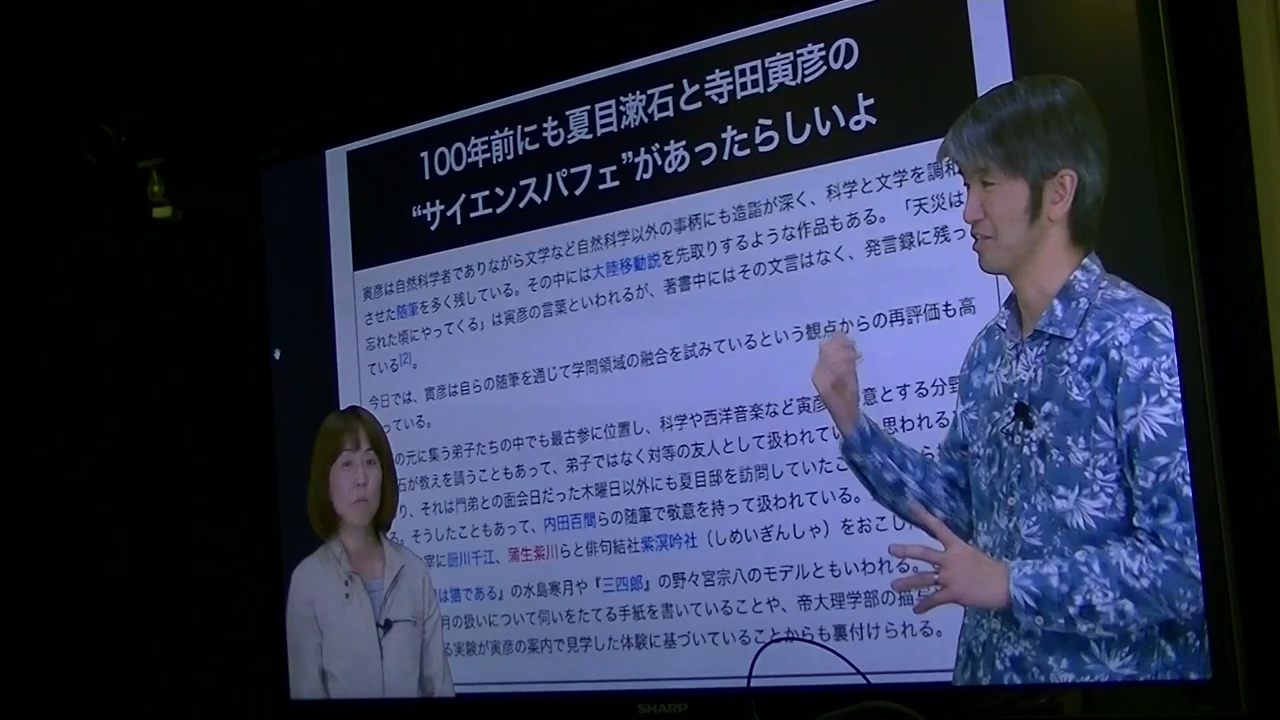 100年前にも夏目漱石と寺田寅彦の
“サイエンスパフェ”があったらしいよ
寅彦は自然科学者でありながら文学など自然科学以外の事柄にも造詣が深く、科学と文学を調和
させた随筆を多く残している。その中には大陸移動説を先取りするような作品もある。「天災は
忘れた頃にやってくる」は寅彦の言葉といわれるが、著書中にはその文言はなく、発言録に残っ
ている[2]。
今日では、寅彦は自らの随筆を通じて学問領域の融合を試みているという観点からの再評価も高
っている。
の元に集う弟子たちの中でも最古参に位置し、科学や西洋音楽など寅彦 意とする分野
石が教えを請うこともあって、弟子ではなく対等の友人として扱われてい 思われる
り、それは門弟との面会日だった木曜日以外にも夏目邸を訪問していたこ
る。そうしたこともあって、内田百間らの随筆で敬意を持って扱われている。
宰に厨川千江、蒲生紫川らと俳句結社紫溟吟社（しめいぎんしゃ）をおこし
は猫である』の水島寒月や『三四郎』の野々宮宗八のモデルともいわれる。
月の扱いについて伺いをたてる手紙を書いていることや、帝大理学部の描
る実験が寅彦の案内で見学した体験に基づいていることからも裏付けられる。
SHARP